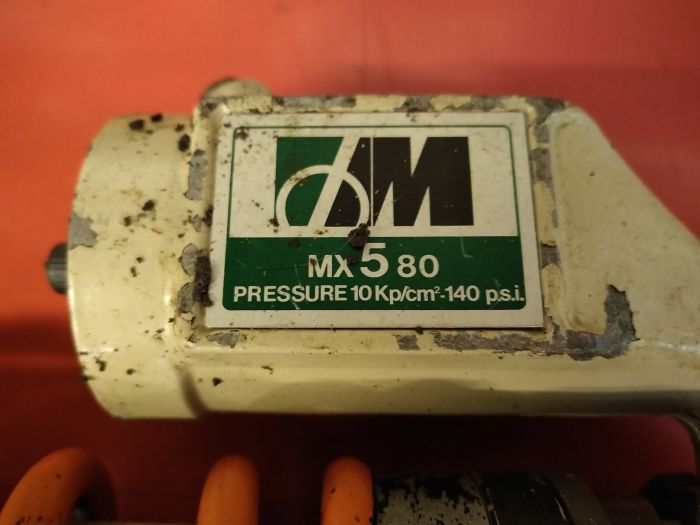 M
MX 5 80
PRESSURE 10 Kp/cm²-140 p.s.i.